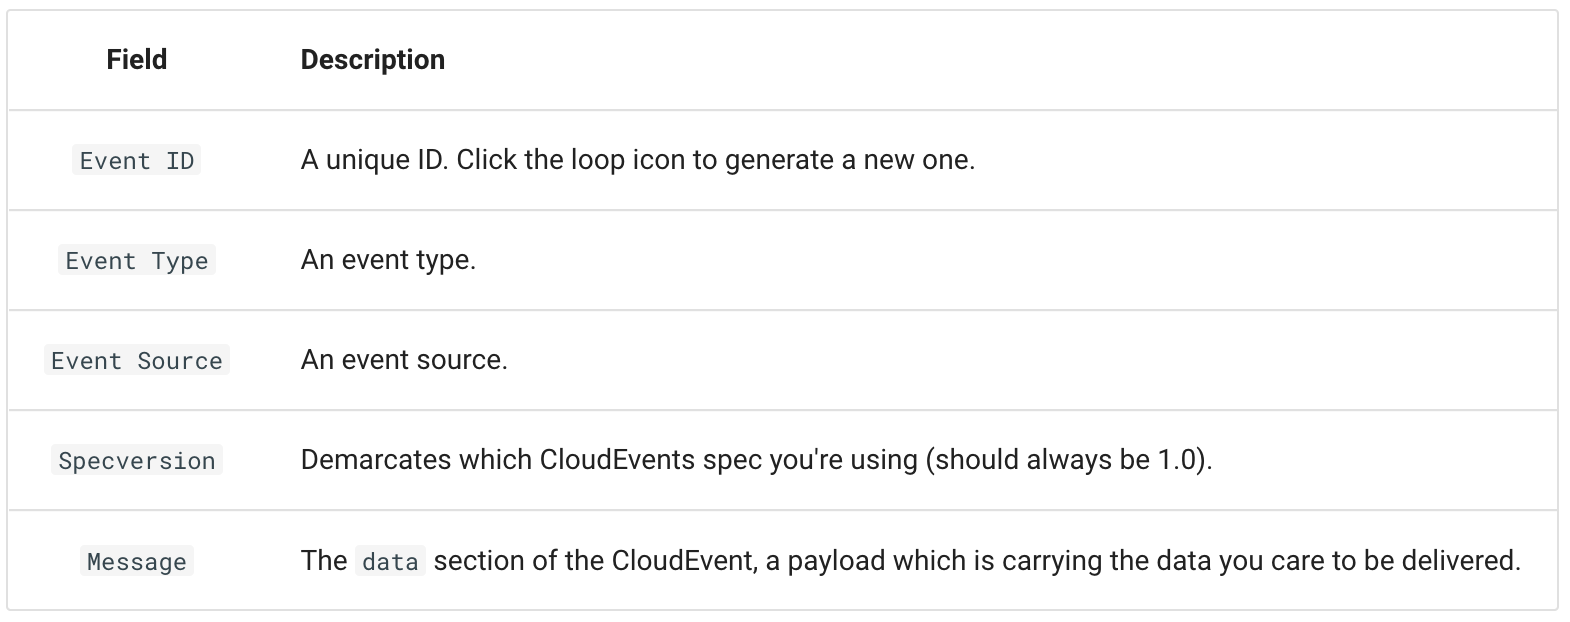 Field Description
Event ID A unique ID. Click the loop icon to generate a new one.
Event Type An event type.
Event Source An event source.
Specversion Demarcates which CloudEvents spec you're using (should always be 1.0).
Message The data section of the CloudEvent, a payload which is carrying the data you care to be delivered.